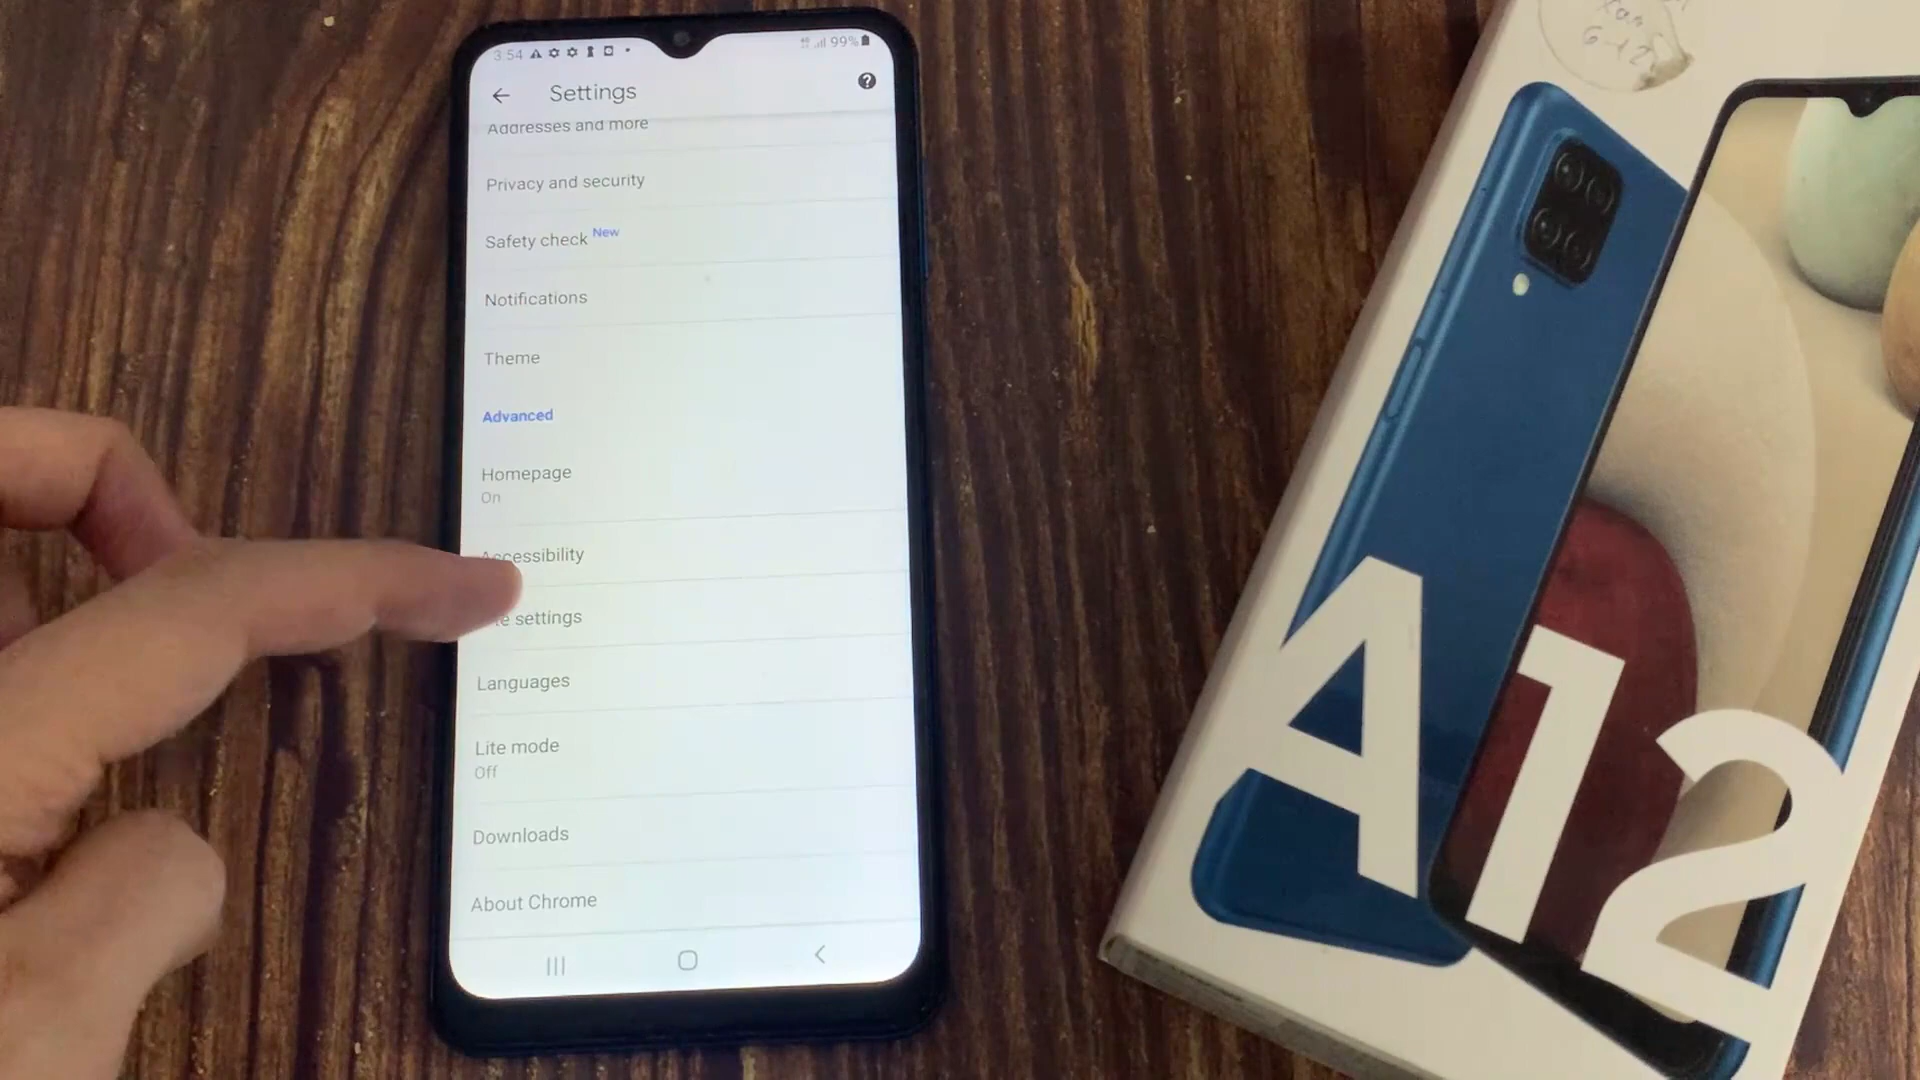 3:54
99%
Settings
Addresses and more
Privacy and security
Safety check New
Notifications
Theme
Advanced
Homepage
On
Accessibility
settings
Languages
Lite mode
Off
Downloads
About Chrome
A12